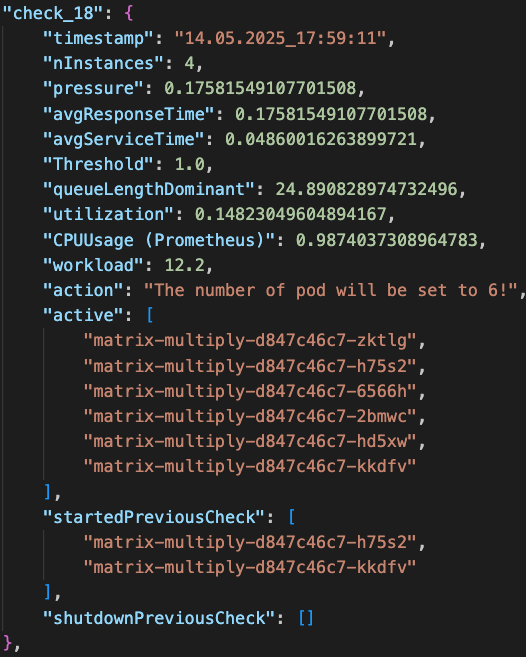 "check_18": {
"timestamp": "14.05.2025_17:59:11",
"nInstances": 4,
"pressure": 0.17581549107701508,
"avgResponseTime": 0.17581549107701508,
"avgServiceTime": 0.04860016263899721,
"Threshold": 1.0,
"queueLengthDominant": 24.890828974732496,
"utilization": 0.14823049604894167,
"CPUUsage (Prometheus)": 0.9874037308964783,
"workload": 12.2,
"action": "The number of pod will be set to 6!",
"active": [
"matrix-multiply-d847c46c7-zktlg",
"matrix-multiply-d847c46c7-h75s2",
"matrix-multiply-d847c46c7-6566h",
"matrix-multiply-d847c46c7-2bmwc",
"matrix-multiply-d847c46c7-hd5xw",
"matrix-multiply-d847c46c7-kkdfv"
],
"startedPreviousCheck": [
"matrix-multiply-d847c46c7-h75s2",
"matrix-multiply-d847c46c7-kkdfv"
],
"shutdownPreviousCheck": []
},